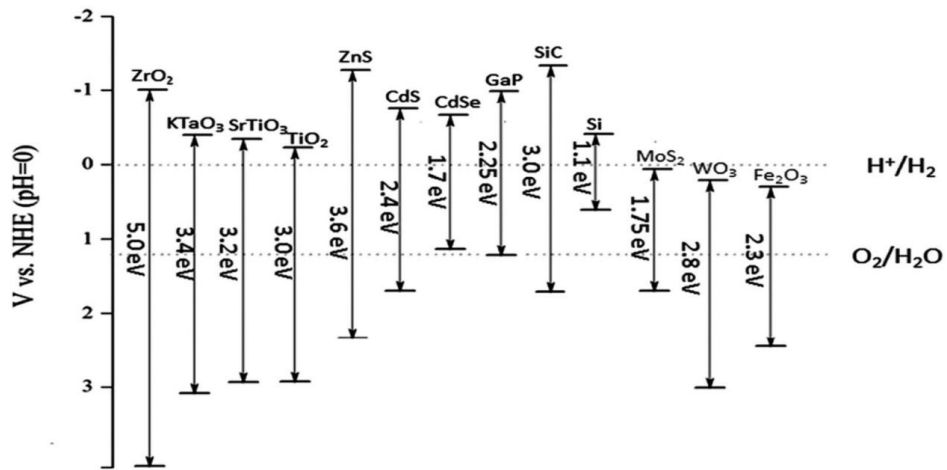 V vs. NHE (pH=0)
-2
-1
0
1
2
3
ZrO₂
5.0eV
KTaO₃
3.4eV
SrTiO₃
3.2eV
TiO₂
3.0eV
ZnS
3.6eV
CdS
2.4eV
CdSe
1.7eV
GaP
2.25eV
SiC
3.0eV
Si
1.1eV
MoS₂
1.75eV
WO₃
2.8eV
Fe₂O₃
2.3eV
H⁺/H₂
O₂/H₂O